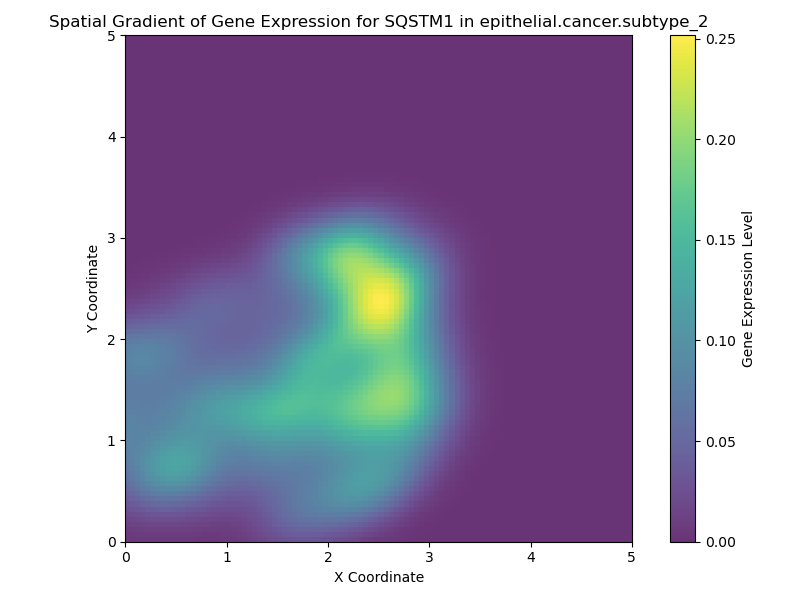 Spatial Gradient of Gene Expression for SQSTM1 in epithelial.cancer.subtype_2
5
4
3
2
1
0
Y Coordinate
0 1 2 3 4 5
X Coordinate
0.25
0.20
0.15
0.10
0.05
0.00
Gene Expression Level